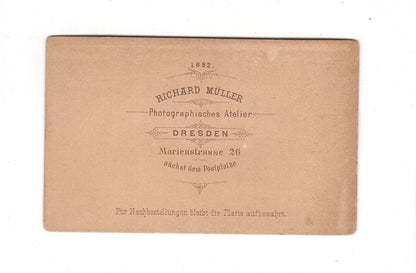 1882.
RICHARD MÜLLER
Photographisches Atelier
DRESDEN
Marienstrasse 26
nächst dem Postplatze.
Für Nachbestellungen bleibt die Platte aufbewahrt.